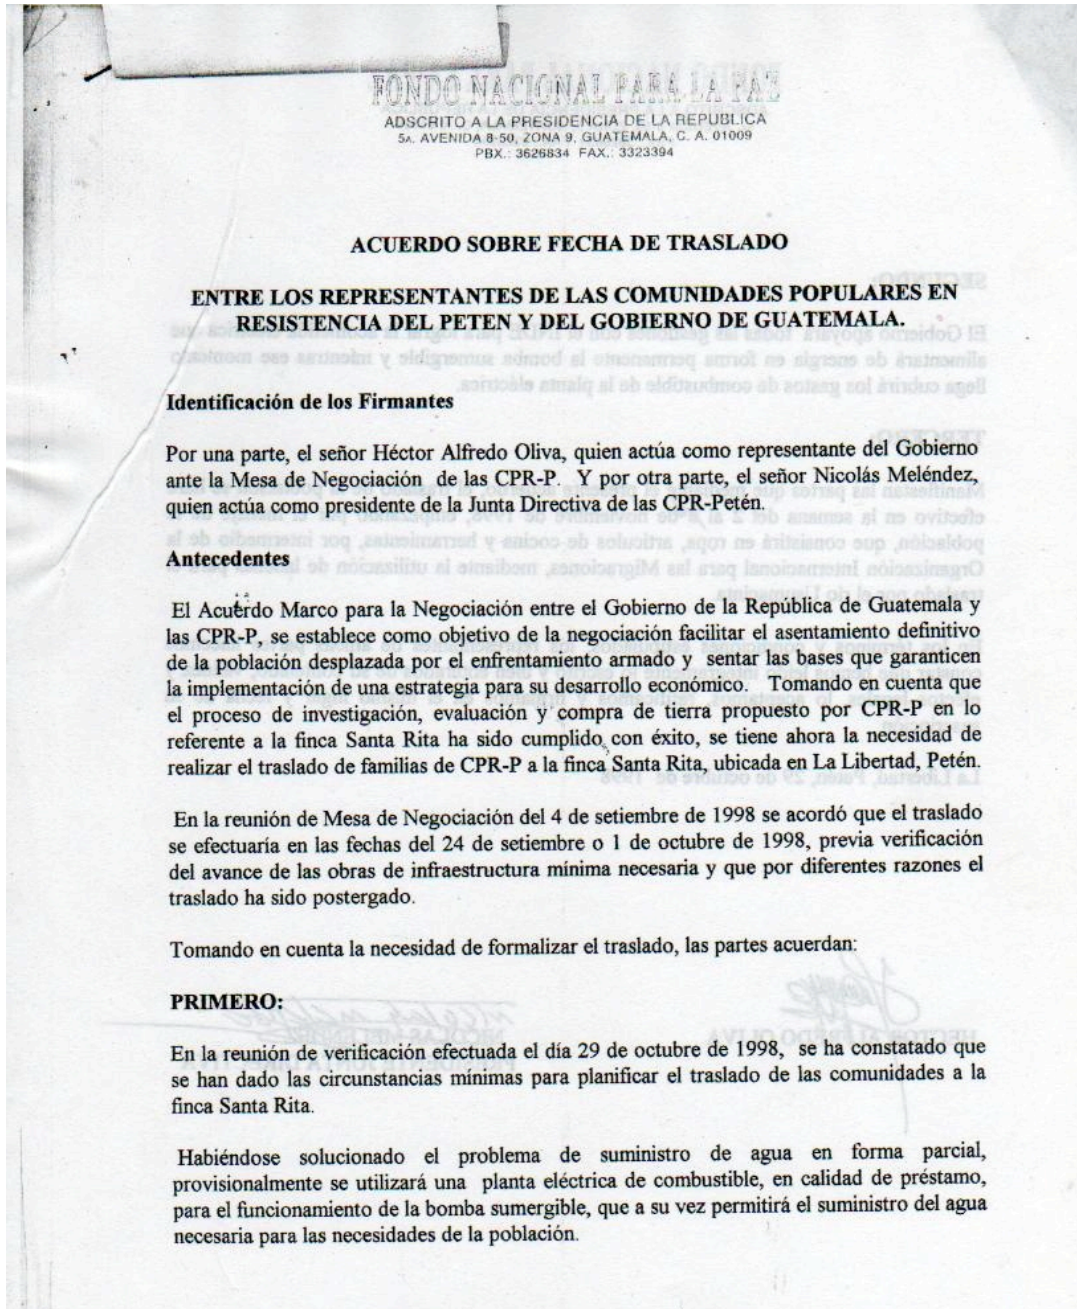 FONDO NACIONAL PARA LA PAZ
ADSCRITO A LA PRESIDENCIA DE LA REPUBLICA
5A. AVENIDA 8-50, ZONA 9, GUATEMALA, C. A. 01009
PBX.: 3626834 FAX.: 3323394
ACUERDO SOBRE FECHA DE TRASLADO
ENTRE LOS REPRESENTANTES DE LAS COMUNIDADES POPULARES EN
RESISTENCIA DEL PETEN Y DEL GOBIERNO DE GUATEMALA.
Identificación de los Firmantes
Por una parte, el señor Héctor Alfredo Oliva, quien actúa como representante del Gobierno
ante la Mesa de Negociación de las CPR-P. Y por otra parte, el señor Nicolás Meléndez,
quien actúa como presidente de la Junta Directiva de las CPR-Petén.
Antecedentes
El Acuerdo Marco para la Negociación entre el Gobierno de la República de Guatemala y
las CPR-P, se establece como objetivo de la negociación facilitar el asentamiento definitivo
de la población desplazada por el enfrentamiento armado y sentar las bases que garanticen
la implementación de una estrategia para su desarrollo económico. Tomando en cuenta que
el proceso de investigación, evaluación y compra de tierra propuesto por CPR-P en lo
referente a la finca Santa Rita ha sido cumplido con éxito, se tiene ahora la necesidad de
realizar el traslado de familias de CPR-P a la finca Santa Rita, ubicada en La Libertad, Petén.
En la reunión de Mesa de Negociación del 4 de setiembre de 1998 se acordó que el traslado
se efectuaría en las fechas del 24 de setiembre o 1 de octubre de 1998, previa verificación
del avance de las obras de infraestructura mínima necesaria y que por diferentes razones el
traslado ha sido postergado.
Tomando en cuenta la necesidad de formalizar el traslado, las partes acuerdan:
PRIMERO:
En la reunión de verificación efectuada el día 29 de octubre de 1998, se ha constatado que
se han dado las circunstancias mínimas para planificar el traslado de las comunidades a la
finca Santa Rita.
Habiéndose solucionado el problema de suministro de agua en forma parcial,
provisionalmente se utilizará una planta eléctrica de combustible, en calidad de préstamo,
para el funcionamiento de la bomba sumergible, que a su vez permitirá el suministro del agua
necesaria para las necesidades de la población.